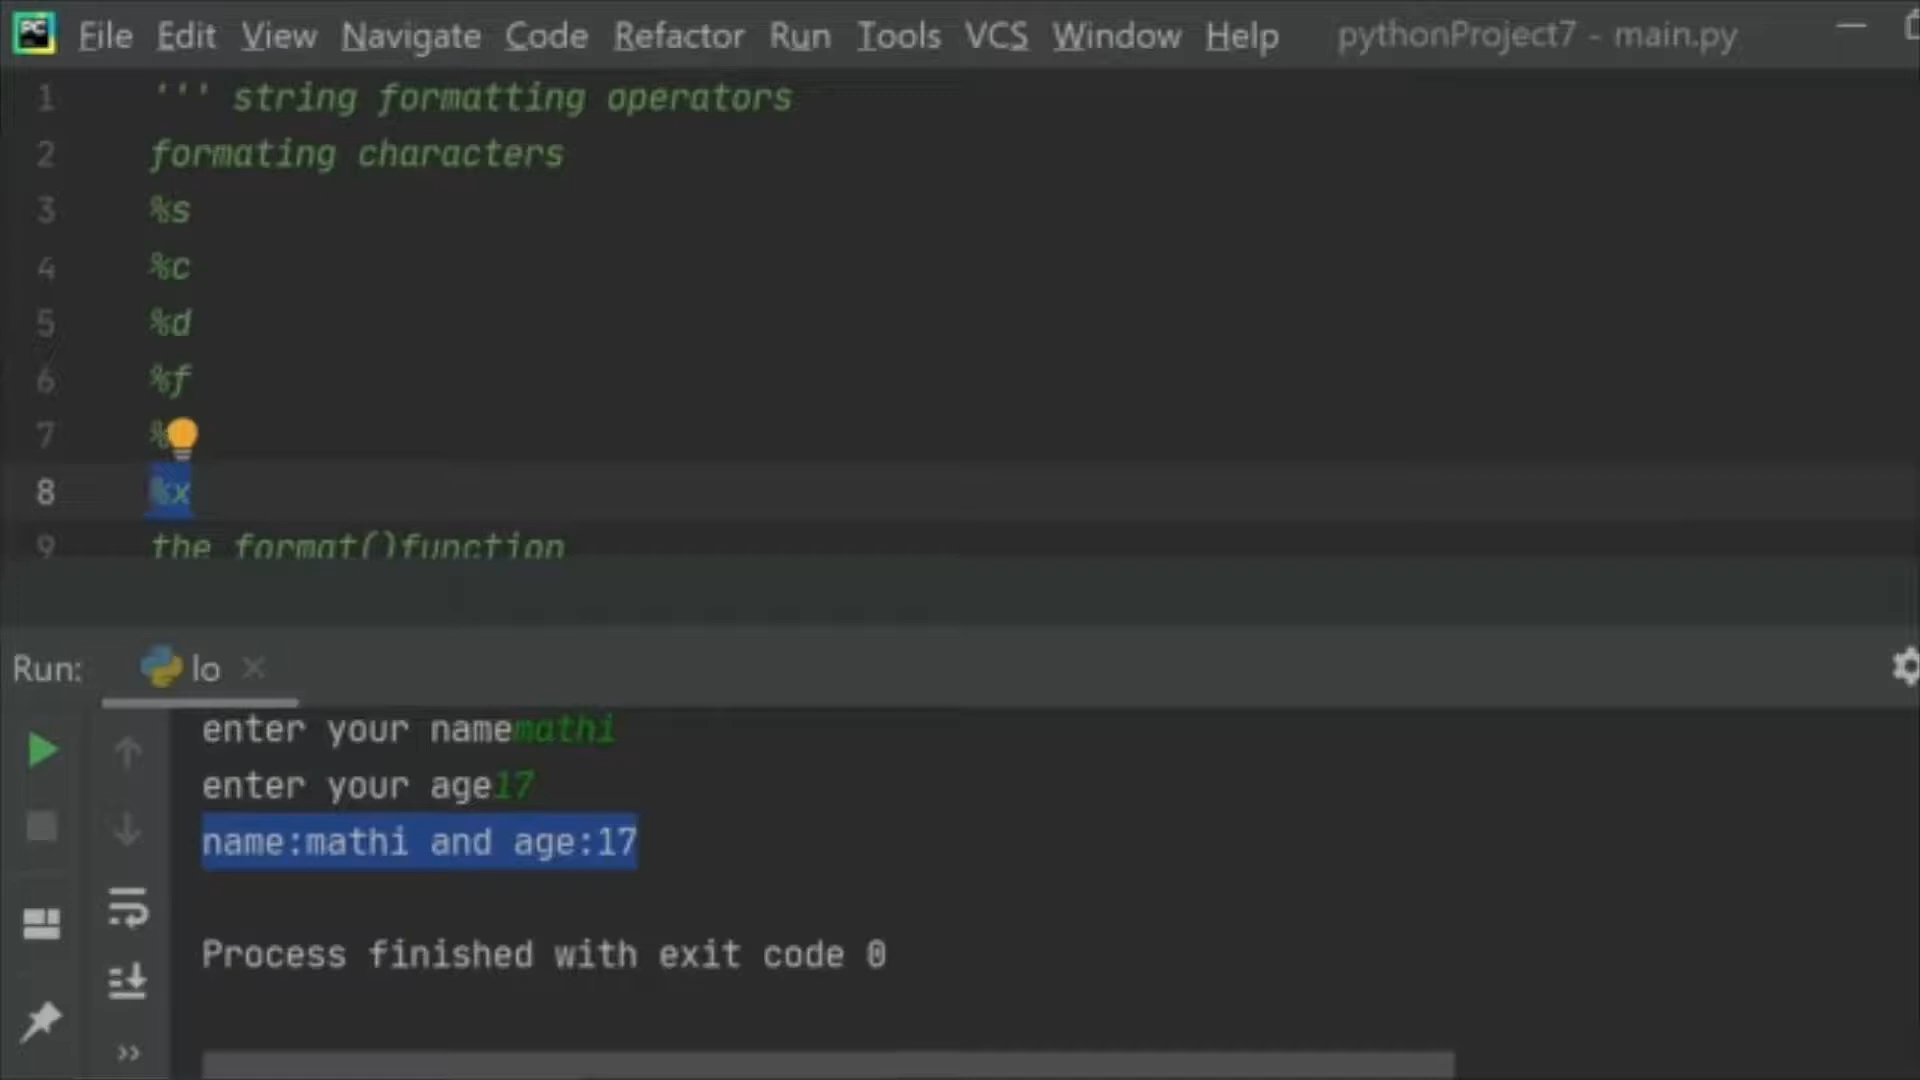 PC File Edit View Navigate Code Refactor Run Tools VCS Window Help pythonProject7 - main.py
1 ''' string formatting operators
2 formating characters
3 %s
4 %c
5 %d
6 %f
7 %
8 %x
9 the format()function
Run: lo
enter your namemathi
enter your age17
name:mathi and age:17
Process finished with exit code 0